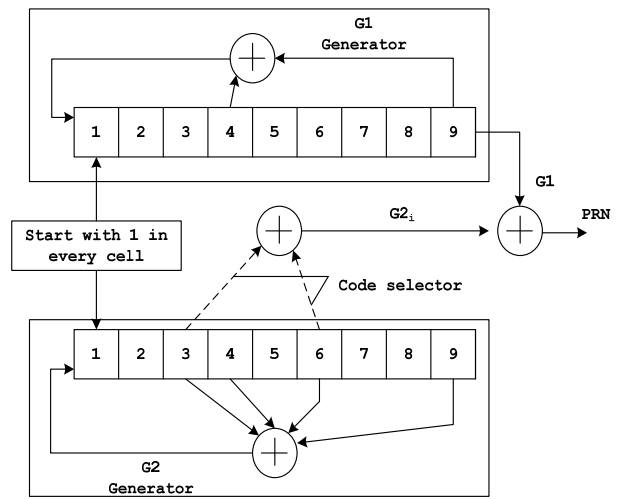 G1
Generator
1 2 3 4 5 6 7 8 9
G1
G2i
PRN
Start with 1 in
every cell
Code selector
1 2 3 4 5 6 7 8 9
G2
Generator